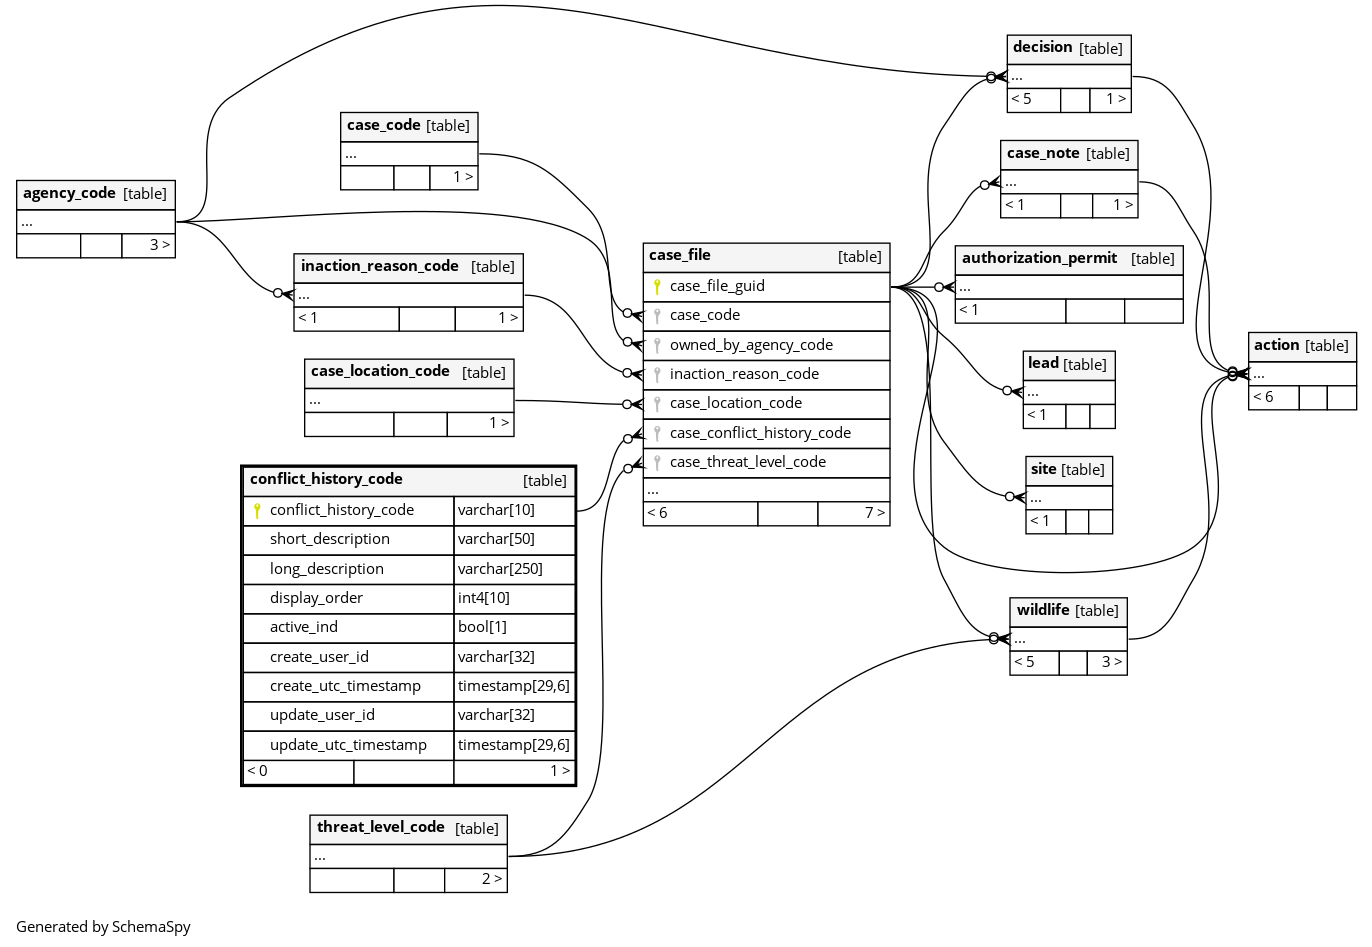 decision [table]
...
< 5 1 >
case_code [table]
...
1 >
case_note [table]
...
< 1 1 >
agency_code [table]
...
3 >
inaction_reason_code [table]
...
< 1 1 >
case_file [table]
case_file_guid
case_code
owned_by_agency_code
inaction_reason_code
case_location_code
case_conflict_history_code
case_threat_level_code
...
< 6 7 >
authorization_permit [table]
...
< 1
action [table]
...
< 6
lead [table]
...
< 1
case_location_code [table]
...
1 >
site [table]
...
< 1
conflict_history_code [table]
conflict_history_code varchar[10]
short_description varchar[50]
long_description varchar[250]
display_order int4[10]
active_ind bool[1]
create_user_id varchar[32]
create_utc_timestamp timestamp[29,6]
update_user_id varchar[32]
update_utc_timestamp timestamp[29,6]
< 0 1 >
wildlife [table]
...
< 5 3 >
threat_level_code [table]
...
2 >
Generated by SchemaSpy